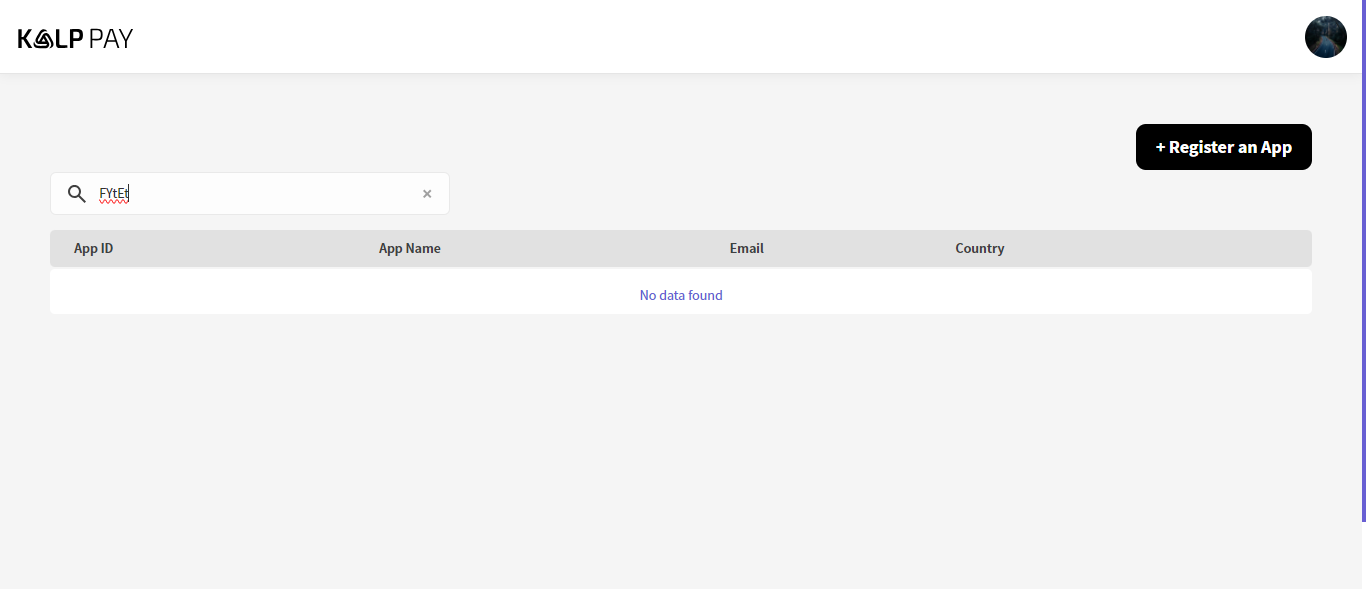 KALP PAY
+ Register an App
FYtEt
App ID App Name Email Country
No data found